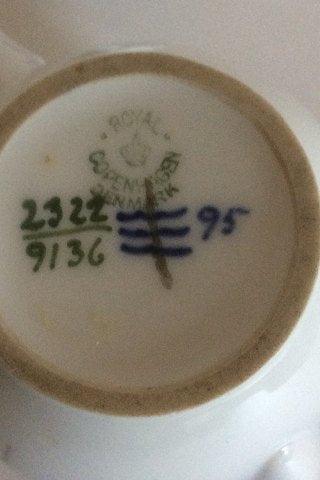 ROYAL
COPENHAGEN
DENMARK
2322
9136
95